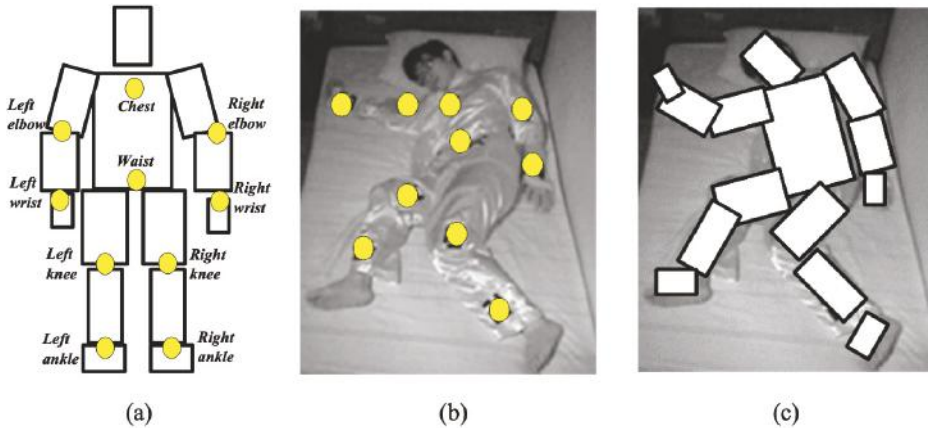 Chest
Left
elbow
Right
elbow
Waist
Left
wrist
Right
wrist
Left
knee
Right
knee
Left
ankle
Right
ankle
(a)
(b)
(c)